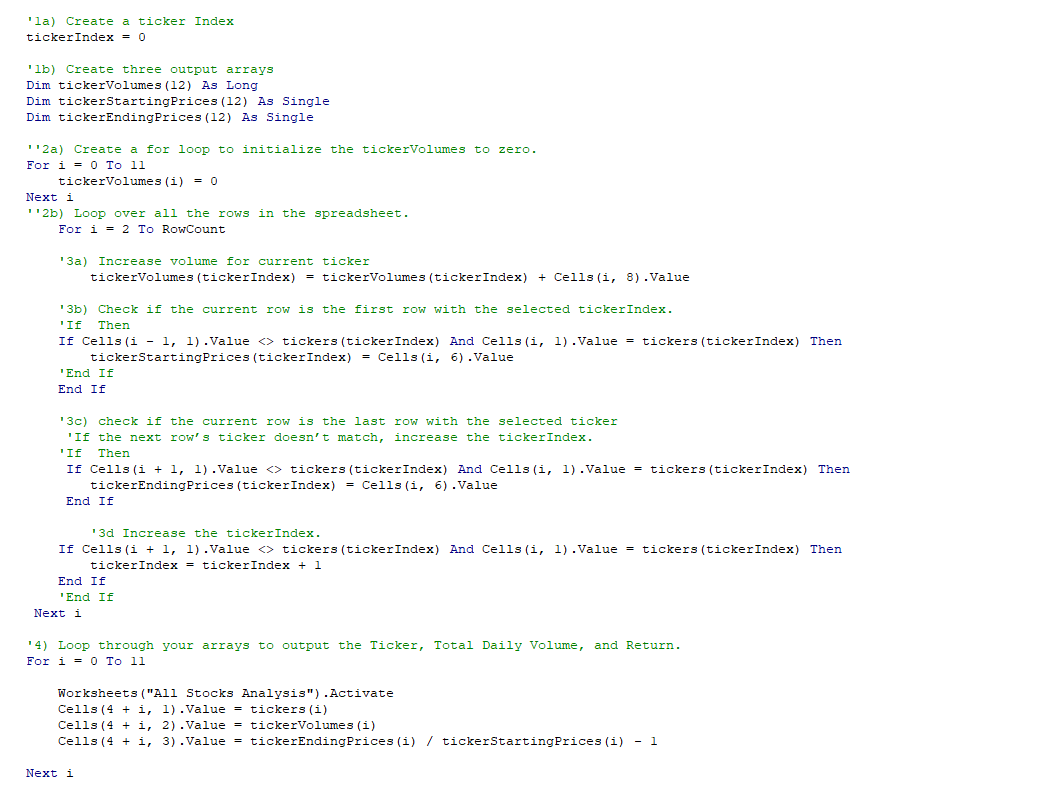 '1a) Create a ticker Index
tickerIndex = 0
'1b) Create three output arrays
Dim tickerVolumes(12) As Long
Dim tickerStartingPrices(12) As Single
Dim tickerEndingPrices(12) As Single
''2a) Create a for loop to initialize the tickerVolumes to zero.
For i = 0 To 11
    tickerVolumes(i) = 0
Next i
''2b) Loop over all the rows in the spreadsheet.
    For i = 2 To RowCount
    '3a) Increase volume for current ticker
        tickerVolumes(tickerIndex) = tickerVolumes(tickerIndex) + Cells(i, 8).Value
    '3b) Check if the current row is the first row with the selected tickerIndex.
    'If  Then
    If Cells(i - 1, 1).Value <> tickers(tickerIndex) And Cells(i, 1).Value = tickers(tickerIndex) Then
        tickerStartingPrices(tickerIndex) = Cells(i, 6).Value
    'End If
    End If
    '3c) check if the current row is the last row with the selected ticker
     'If the next row’s ticker doesn’t match, increase the tickerIndex.
    'If  Then
     If Cells(i + 1, 1).Value <> tickers(tickerIndex) And Cells(i, 1).Value = tickers(tickerIndex) Then
        tickerEndingPrices(tickerIndex) = Cells(i, 6).Value
     End If
        '3d Increase the tickerIndex.
    If Cells(i + 1, 1).Value <> tickers(tickerIndex) And Cells(i, 1).Value = tickers(tickerIndex) Then
        tickerIndex = tickerIndex + 1
    End If
    'End If
 Next i
'4) Loop through your arrays to output the Ticker, Total Daily Volume, and Return.
For i = 0 To 11
    Worksheets("All Stocks Analysis").Activate
    Cells(4 + i, 1).Value = tickers(i)
    Cells(4 + i, 2).Value = tickerVolumes(i)
    Cells(4 + i, 3).Value = tickerEndingPrices(i) / tickerStartingPrices(i) - 1
Next i